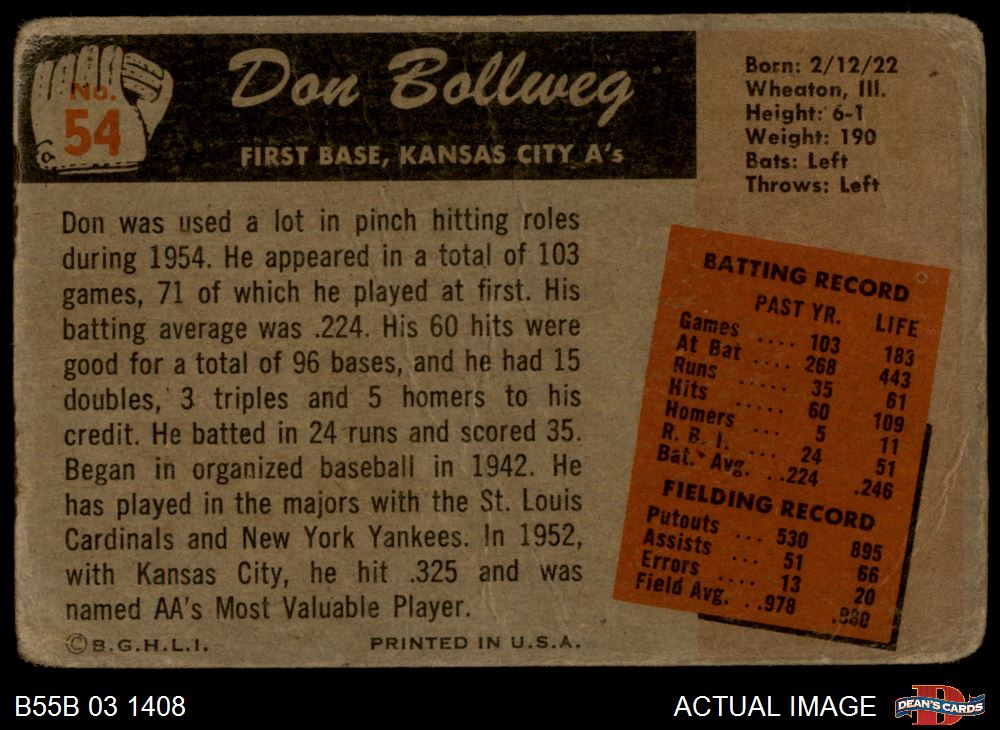 No.
54
Don Bollweg
FIRST BASE, KANSAS CITY A's
Born: 2/12/22
Wheaton, Ill.
Height: 6-1
Weight: 190
Bats: Left
Throws: Left
Don was used a lot in pinch hitting roles
during 1954. He appeared in a total of 103
games, 71 of which he played at first. His
batting average was .224. His 60 hits were
good for a total of 96 bases, and he had 15
doubles, 3 triples and 5 homers to his
credit. He batted in 24 runs and scored 35.
Began in organized baseball in 1942. He
has played in the majors with the St. Louis
Cardinals and New York Yankees. In 1952,
with Kansas City, he hit .325 and was
named AA's Most Valuable Player.
©B.G.H.L.I. PRINTED IN U.S.A.
BATTING RECORD
PAST YR. LIFE
Games .... 103 183
At Bat .... 268 443
Runs ..... 35 61
Hits ..... 60 109
Homers ... 5 11
R. B. I. ... 24 51
Bat. Avg. ..224 .246
FIELDING RECORD
Putouts ... 530 895
Assists ... 51 66
Errors .... 13 20
Field Avg. ..978 .980
B55B 03 1408
ACTUAL IMAGE
DEAN'S CARDS